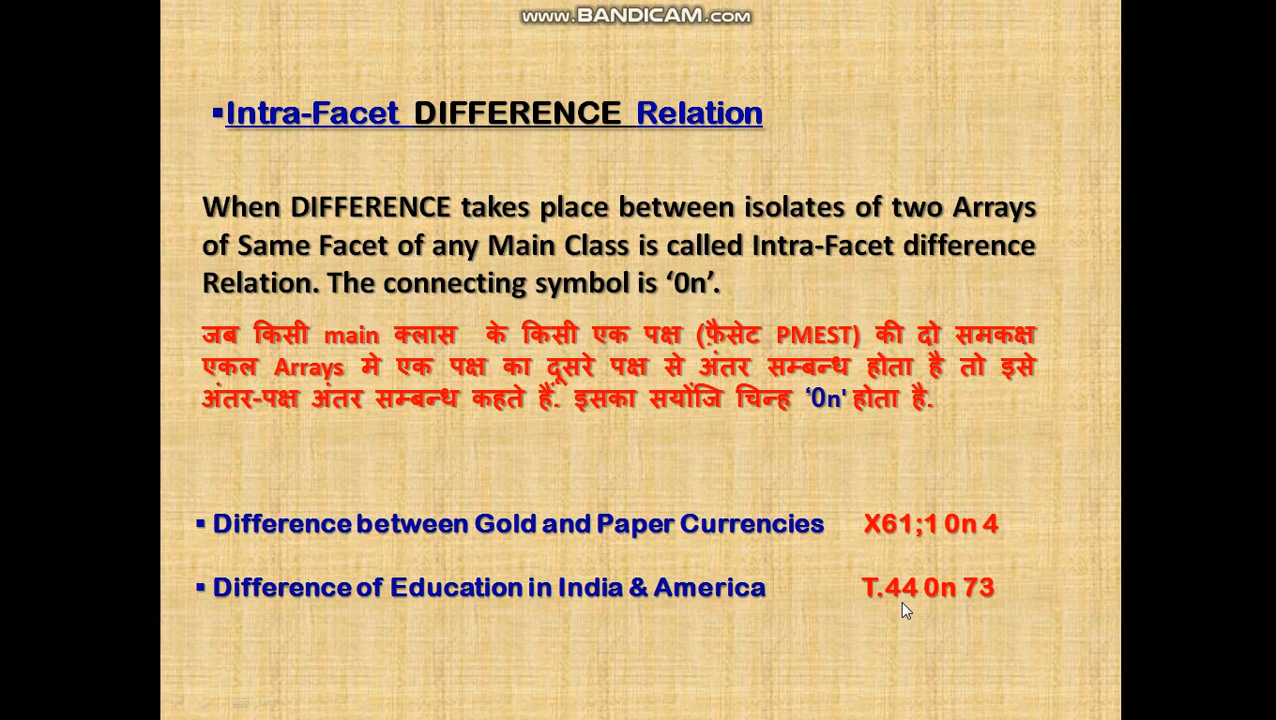 www.BANDICAM.com
▪Intra-Facet DIFFERENCE Relation
When DIFFERENCE takes place between isolates of two Arrays
of Same Facet of any Main Class is called Intra-Facet difference
Relation. The connecting symbol is ‘0n’.
जब किसी main क्लास के किसी एक पक्ष (फ़ैसेट PMEST) की दो समकक्ष
एकल Arrays मे एक पक्ष का दूसरे पक्ष से अंतर सम्बन्ध होता है तो इसे
अंतर-पक्ष अंतर सम्बन्ध कहते हैं. इसका सयोंजि चिन्ह ‘0n' होता है.
▪ Difference between Gold and Paper Currencies X61;1 0n 4
▪ Difference of Education in India & America T.44 0n 73